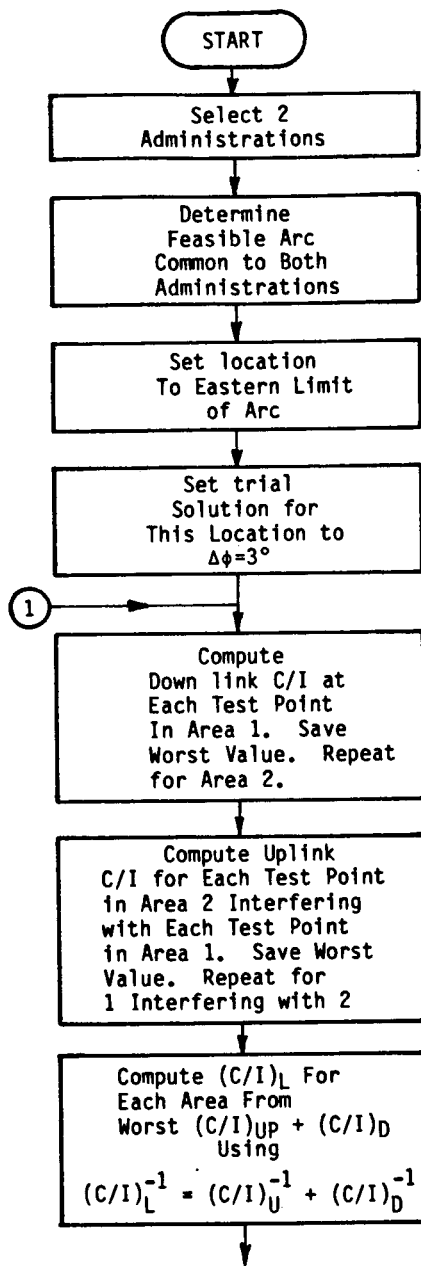 START
Select 2
Administrations
Determine
Feasible Arc
Common to Both
Administrations
Set location
To Eastern Limit
of Arc
Set trial
Solution for
This Location to
Δϕ=3°
1
Compute
Down link C/I at
Each Test Point
In Area 1. Save
Worst Value. Repeat
for Area 2.
Compute Uplink
C/I for Each Test Point
in Area 2 Interfering
with Each Test Point
in Area 1. Save Worst
Value. Repeat for
1 Interfering with 2
Compute (C/I)L For
Each Area From
Worst (C/I)UP + (C/I)D
Using
(C/I)L⁻¹ = (C/I)U⁻¹ + (C/I)D⁻¹